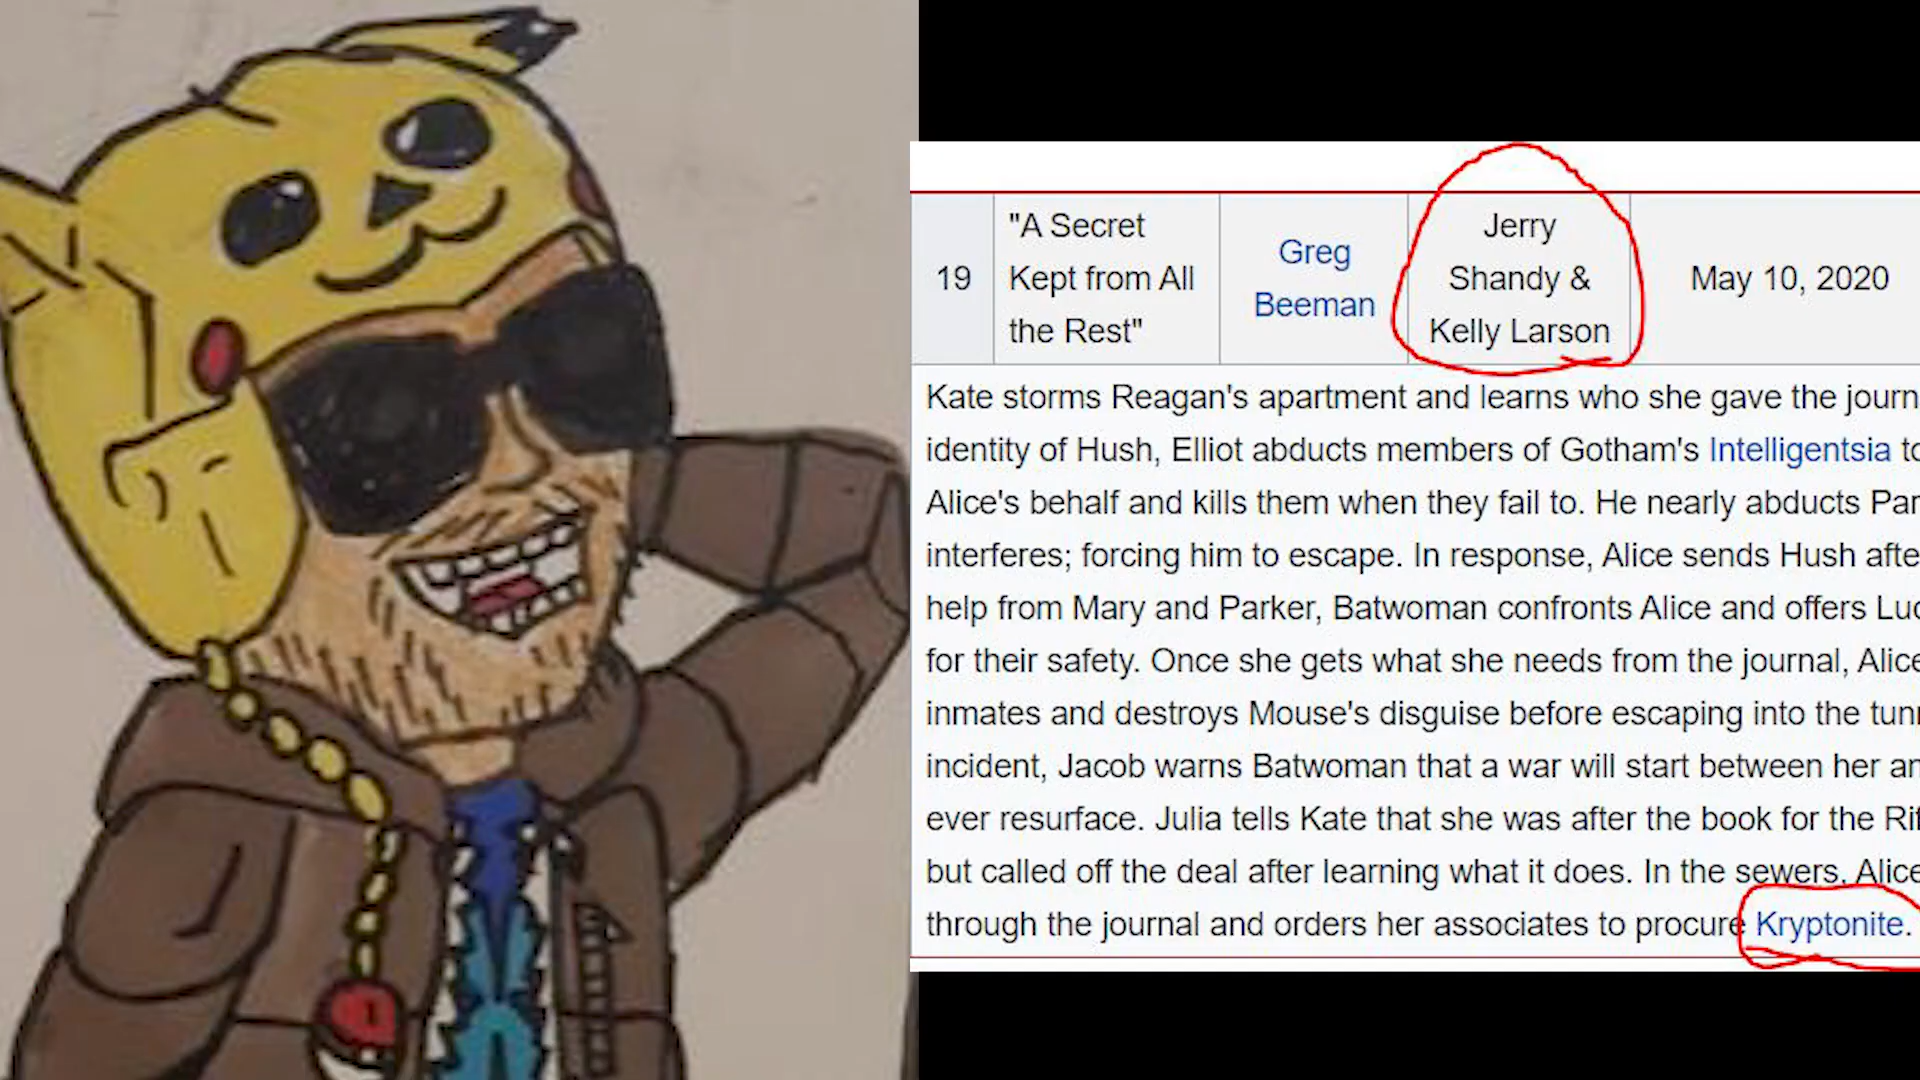 19
"A Secret
Kept from All
the Rest"
Greg
Beeman
Jerry
Shandy &
Kelly Larson
May 10, 2020
Kate storms Reagan's apartment and learns who she gave the journ
identity of Hush, Elliot abducts members of Gotham's Intelligentsia to
Alice's behalf and kills them when they fail to. He nearly abducts Par
interferes; forcing him to escape. In response, Alice sends Hush afte
help from Mary and Parker, Batwoman confronts Alice and offers Luc
for their safety. Once she gets what she needs from the journal, Alice
inmates and destroys Mouse's disguise before escaping into the tunn
incident, Jacob warns Batwoman that a war will start between her an
ever resurface. Julia tells Kate that she was after the book for the Rif
but called off the deal after learning what it does. In the sewers, Alice
through the journal and orders her associates to procure Kryptonite.